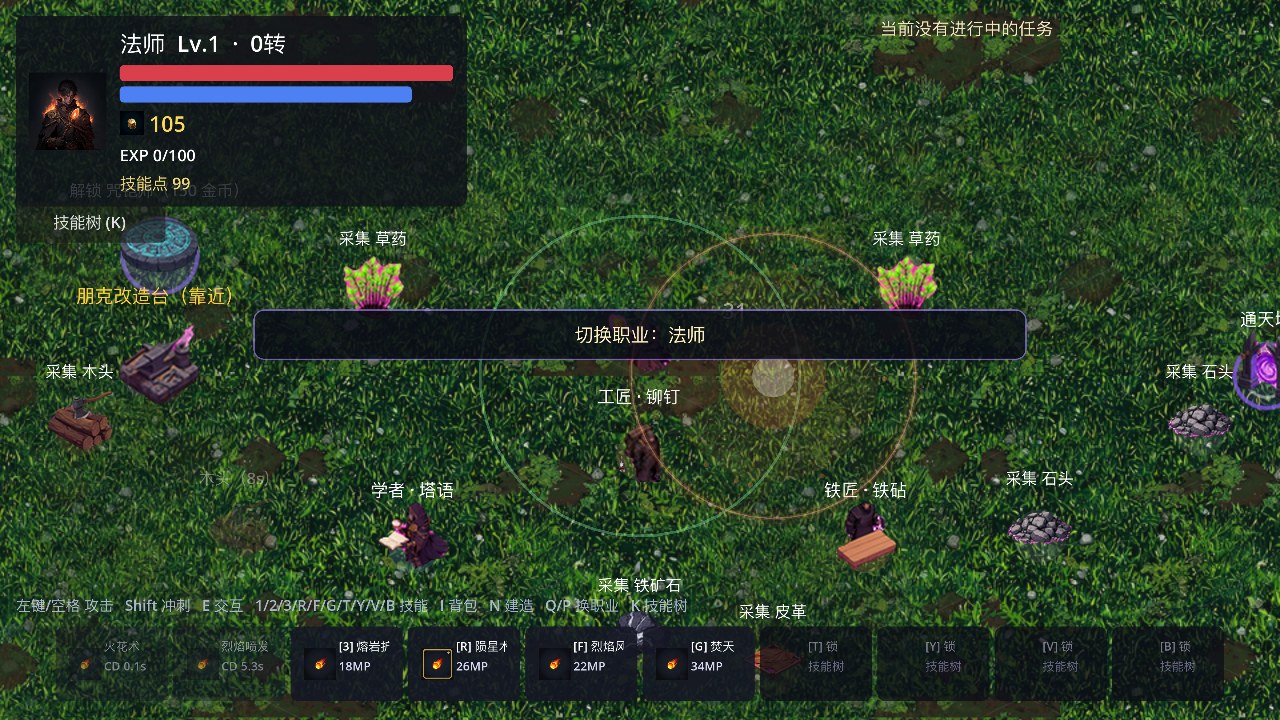 法师 Lv.1 · 0转
105
EXP 0/100
技能点 99
技能树 (K)
当前没有进行中的任务
采集 草药
采集 草药
朋克改造台（靠近）
切换职业：法师
通天
采集 木头
采集 石头
工匠·铆钉
木头（8s）
学者·塔语
铁匠·铁砧
采集 石头
采集 铁矿石
采集 皮革
左键/空格 攻击 Shift 冲刺 E 交互 1/2/3/R/F/G/T/Y/V/B 技能 I 背包 N 建造 Q/P 换职业 K 技能树
火花术
CD 0.1s
烈焰喷发
CD 5.3s
[3] 熔岩
18MP
[R] 陨星
26MP
[F] 烈焰风
22MP
[G] 焚天
34MP
[T] 锁
技能树
[Y] 锁
技能树
[V] 锁
技能树
[B] 锁
技能树